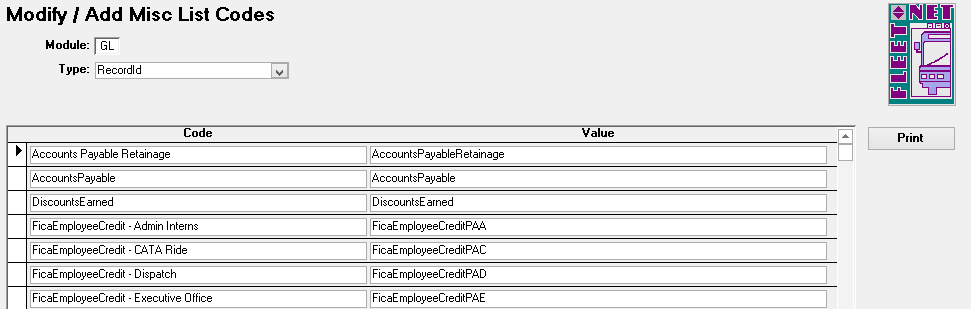 Modify / Add Misc List Codes
Module: GL
Type: RecordId
FLEET NET
Code Value
Print
Accounts Payable Retainage AccountsPayableRetainage
AccountsPayable AccountsPayable
DiscountsEarned DiscountsEarned
FicaEmployeeCredit - Admin Interns FicaEmployeeCreditPAA
FicaEmployeeCredit - CATA Ride FicaEmployeeCreditPAC
FicaEmployeeCredit - Dispatch FicaEmployeeCreditPAD
FicaEmployeeCredit - Executive Office FicaEmployeeCreditPAE